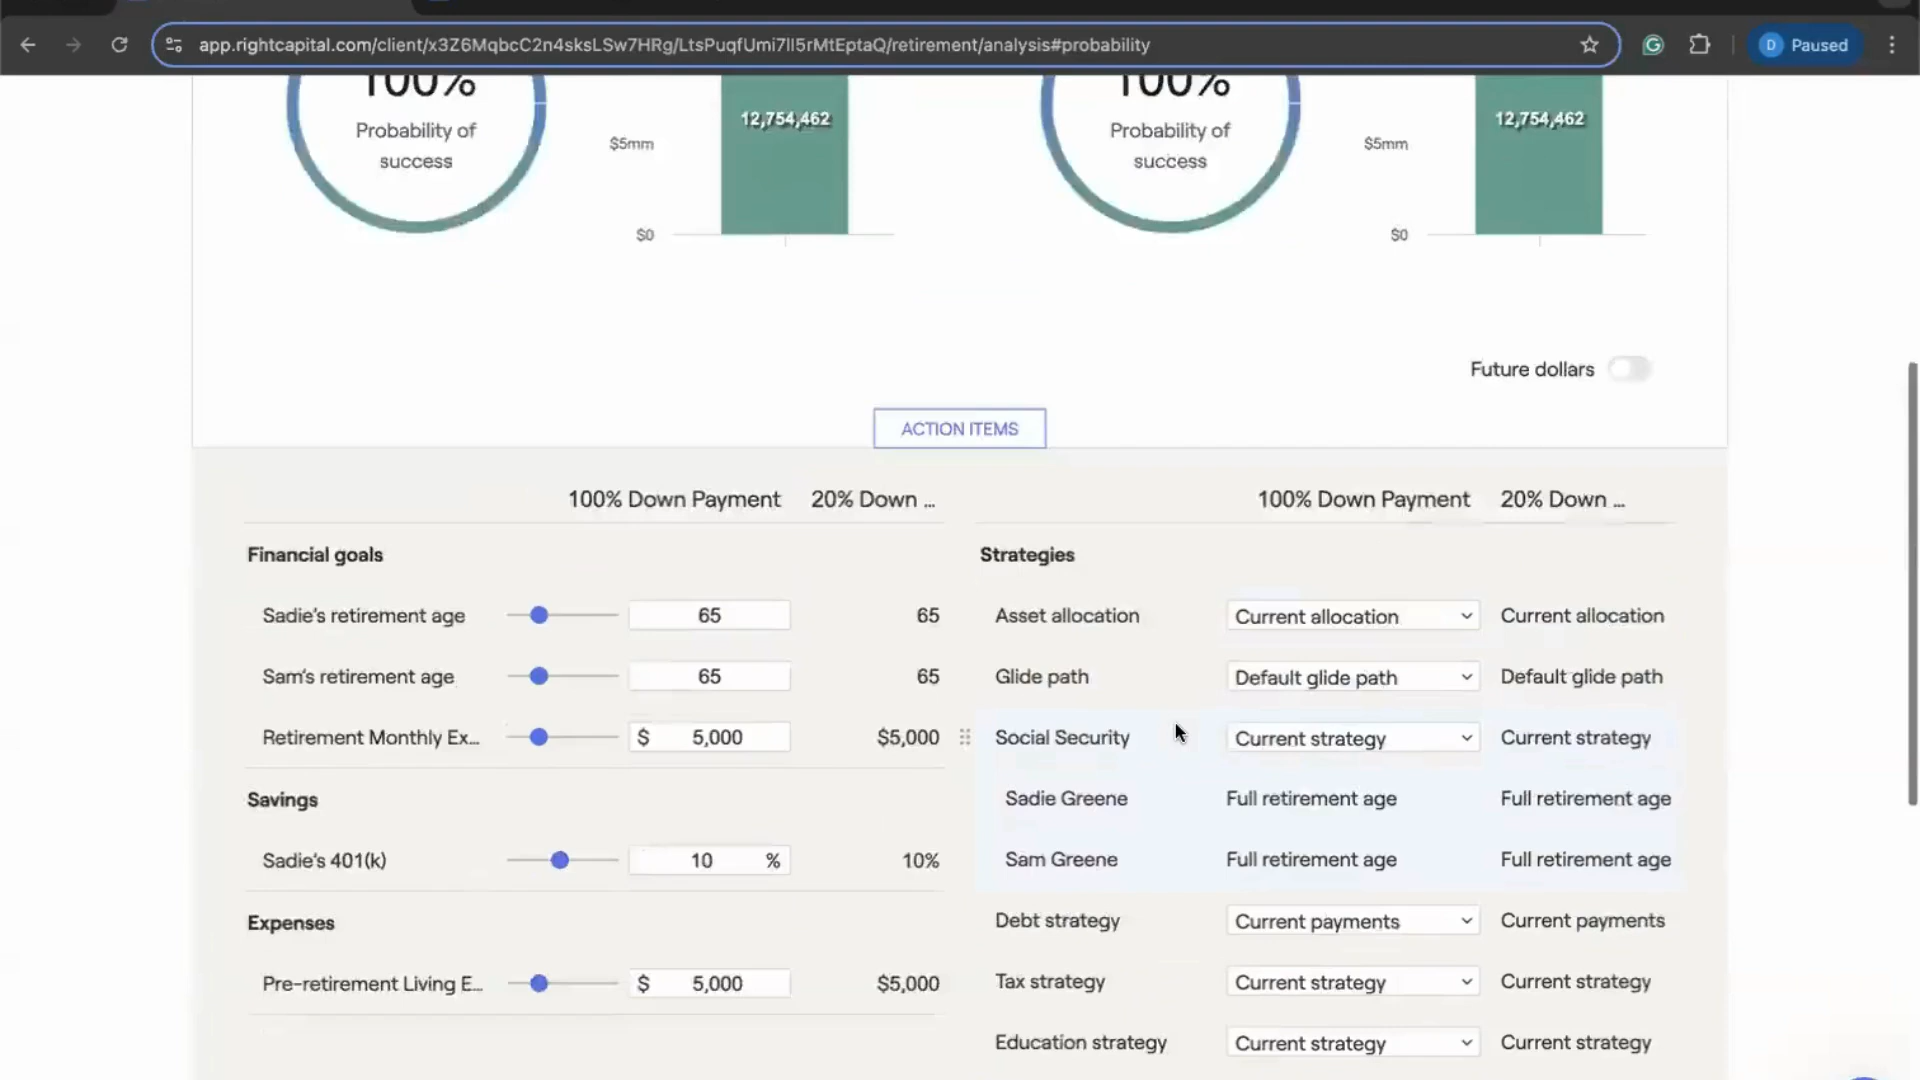 app.rightcapital.com/client/x3Z6MqbcC2n4sksLSw7HRg/LtsPuqfUmi7lI5rMtEptaQ/retirement/analysis#probability
D Paused
100% 100%
Probability of success 12,754,462 $5mm Probability of success 12,754,462 $5mm
$0 $0
Future dollars
ACTION ITEMS
100% Down Payment 20% Down ... 100% Down Payment 20% Down ...
Financial goals Strategies
Sadie's retirement age 65 65 Asset allocation Current allocation Current allocation
Sam's retirement age 65 65 Glide path Default glide path Default glide path
Retirement Monthly Ex... $ 5,000 $5,000 Social Security Current strategy Current strategy
Savings Sadie Greene Full retirement age Full retirement age
Sadie's 401(k) 10 % 10% Sam Greene Full retirement age Full retirement age
Expenses Debt strategy Current payments Current payments
Pre-retirement Living E... $ 5,000 $5,000 Tax strategy Current strategy Current strategy
Education strategy Current strategy Current strategy